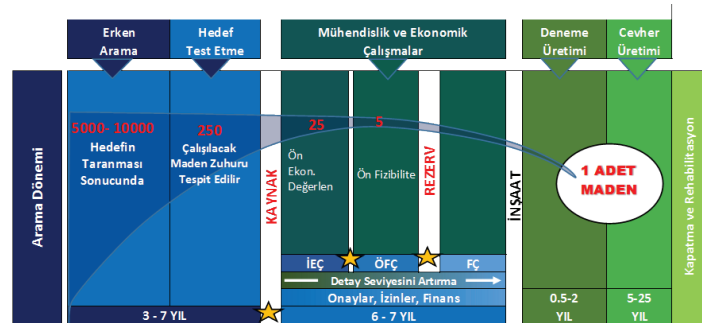 Erken
Arama
Hedef
Test Etme
Mühendislik ve Ekonomik
Çalışmalar
Deneme
Üretimi
Cevher
Üretimi
Arama Dönemi
5000- 10000
Hedefin
Taranması
Sonucunda
250
Çalışılacak
Maden Zuhuru
Tespit Edilir
KAYNAK
25
Ön
Ekon.
Değerlen
5
Ön Fizibilite
REZERV
İNŞAAT
1 ADET
MADEN
Kapatma ve Rehabilitasyon
İEÇ
ÖFÇ
FÇ
Detay Seviyesini Artırma
Onaylar, İzinler, Finans
3 - 7 YIL
6 - 7 YIL
0.5-2
YIL
5-25
YIL